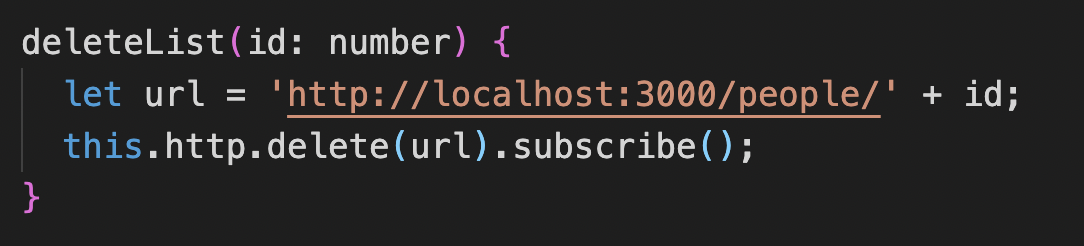 deleteList(id: number) {
let url = 'http://localhost:3000/people/' + id;
this.http.delete(url).subscribe();
}